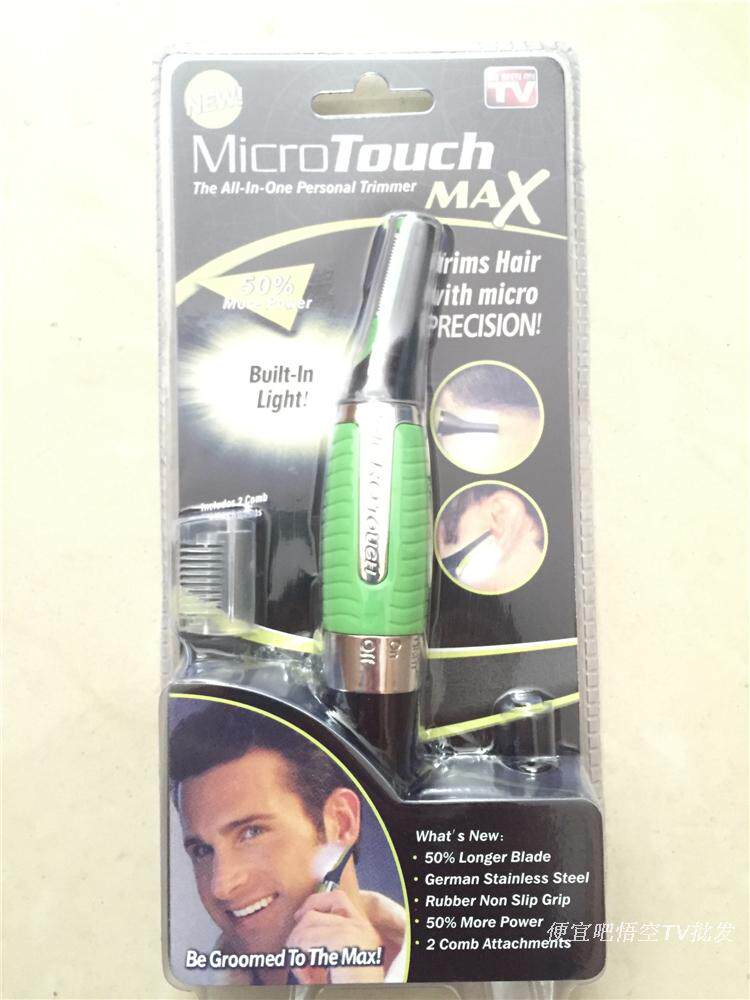 NEW!
AS SEEN ON
TV
MicroTouch
The All-In-One Personal Trimmer
MAX
50%
More Power
Trims Hair
with micro
PRECISION!
Built-In
Light!
Includes 2 Comb
MICROTOUCH
Off
On
What's New:
· 50% Longer Blade
· German Stainless Steel
· Rubber Non Slip Grip
· 50% More Power
· 2 Comb Attachments
便宜吧悟空TV批发
Be Groomed To The Max!